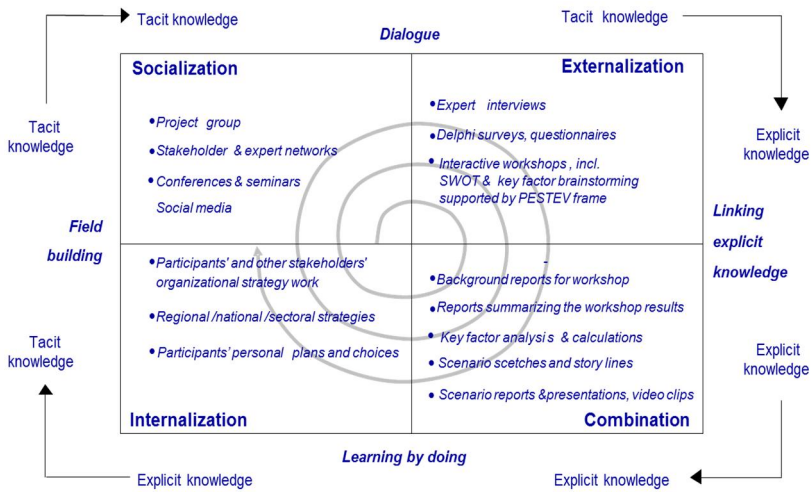 Tacit knowledge
Dialogue
Tacit knowledge
Socialization
Externalization
Tacit
knowledge
• Project group
• Stakeholder & expert networks
• Conferences & seminars
Social media
• Expert interviews
• Delphi surveys, questionnaires
• Interactive workshops, incl.
SWOT & key factor brainstorming
supported by PESTEV frame
Explicit
knowledge
Field
building
Linking
explicit
knowledge
• Participants' and other stakeholders'
organizational strategy work
• Regional /national /sectoral strategies
• Participants' personal plans and choices
-
• Background reports for workshop
• Reports summarizing the workshop results
• Key factor analysis & calculations
• Scenario scetches and story lines
• Scenario reports &presentations, video clips
Tacit
knowledge
Explicit
knowledge
Internalization
Combination
Learning by doing
Explicit knowledge
Explicit knowledge